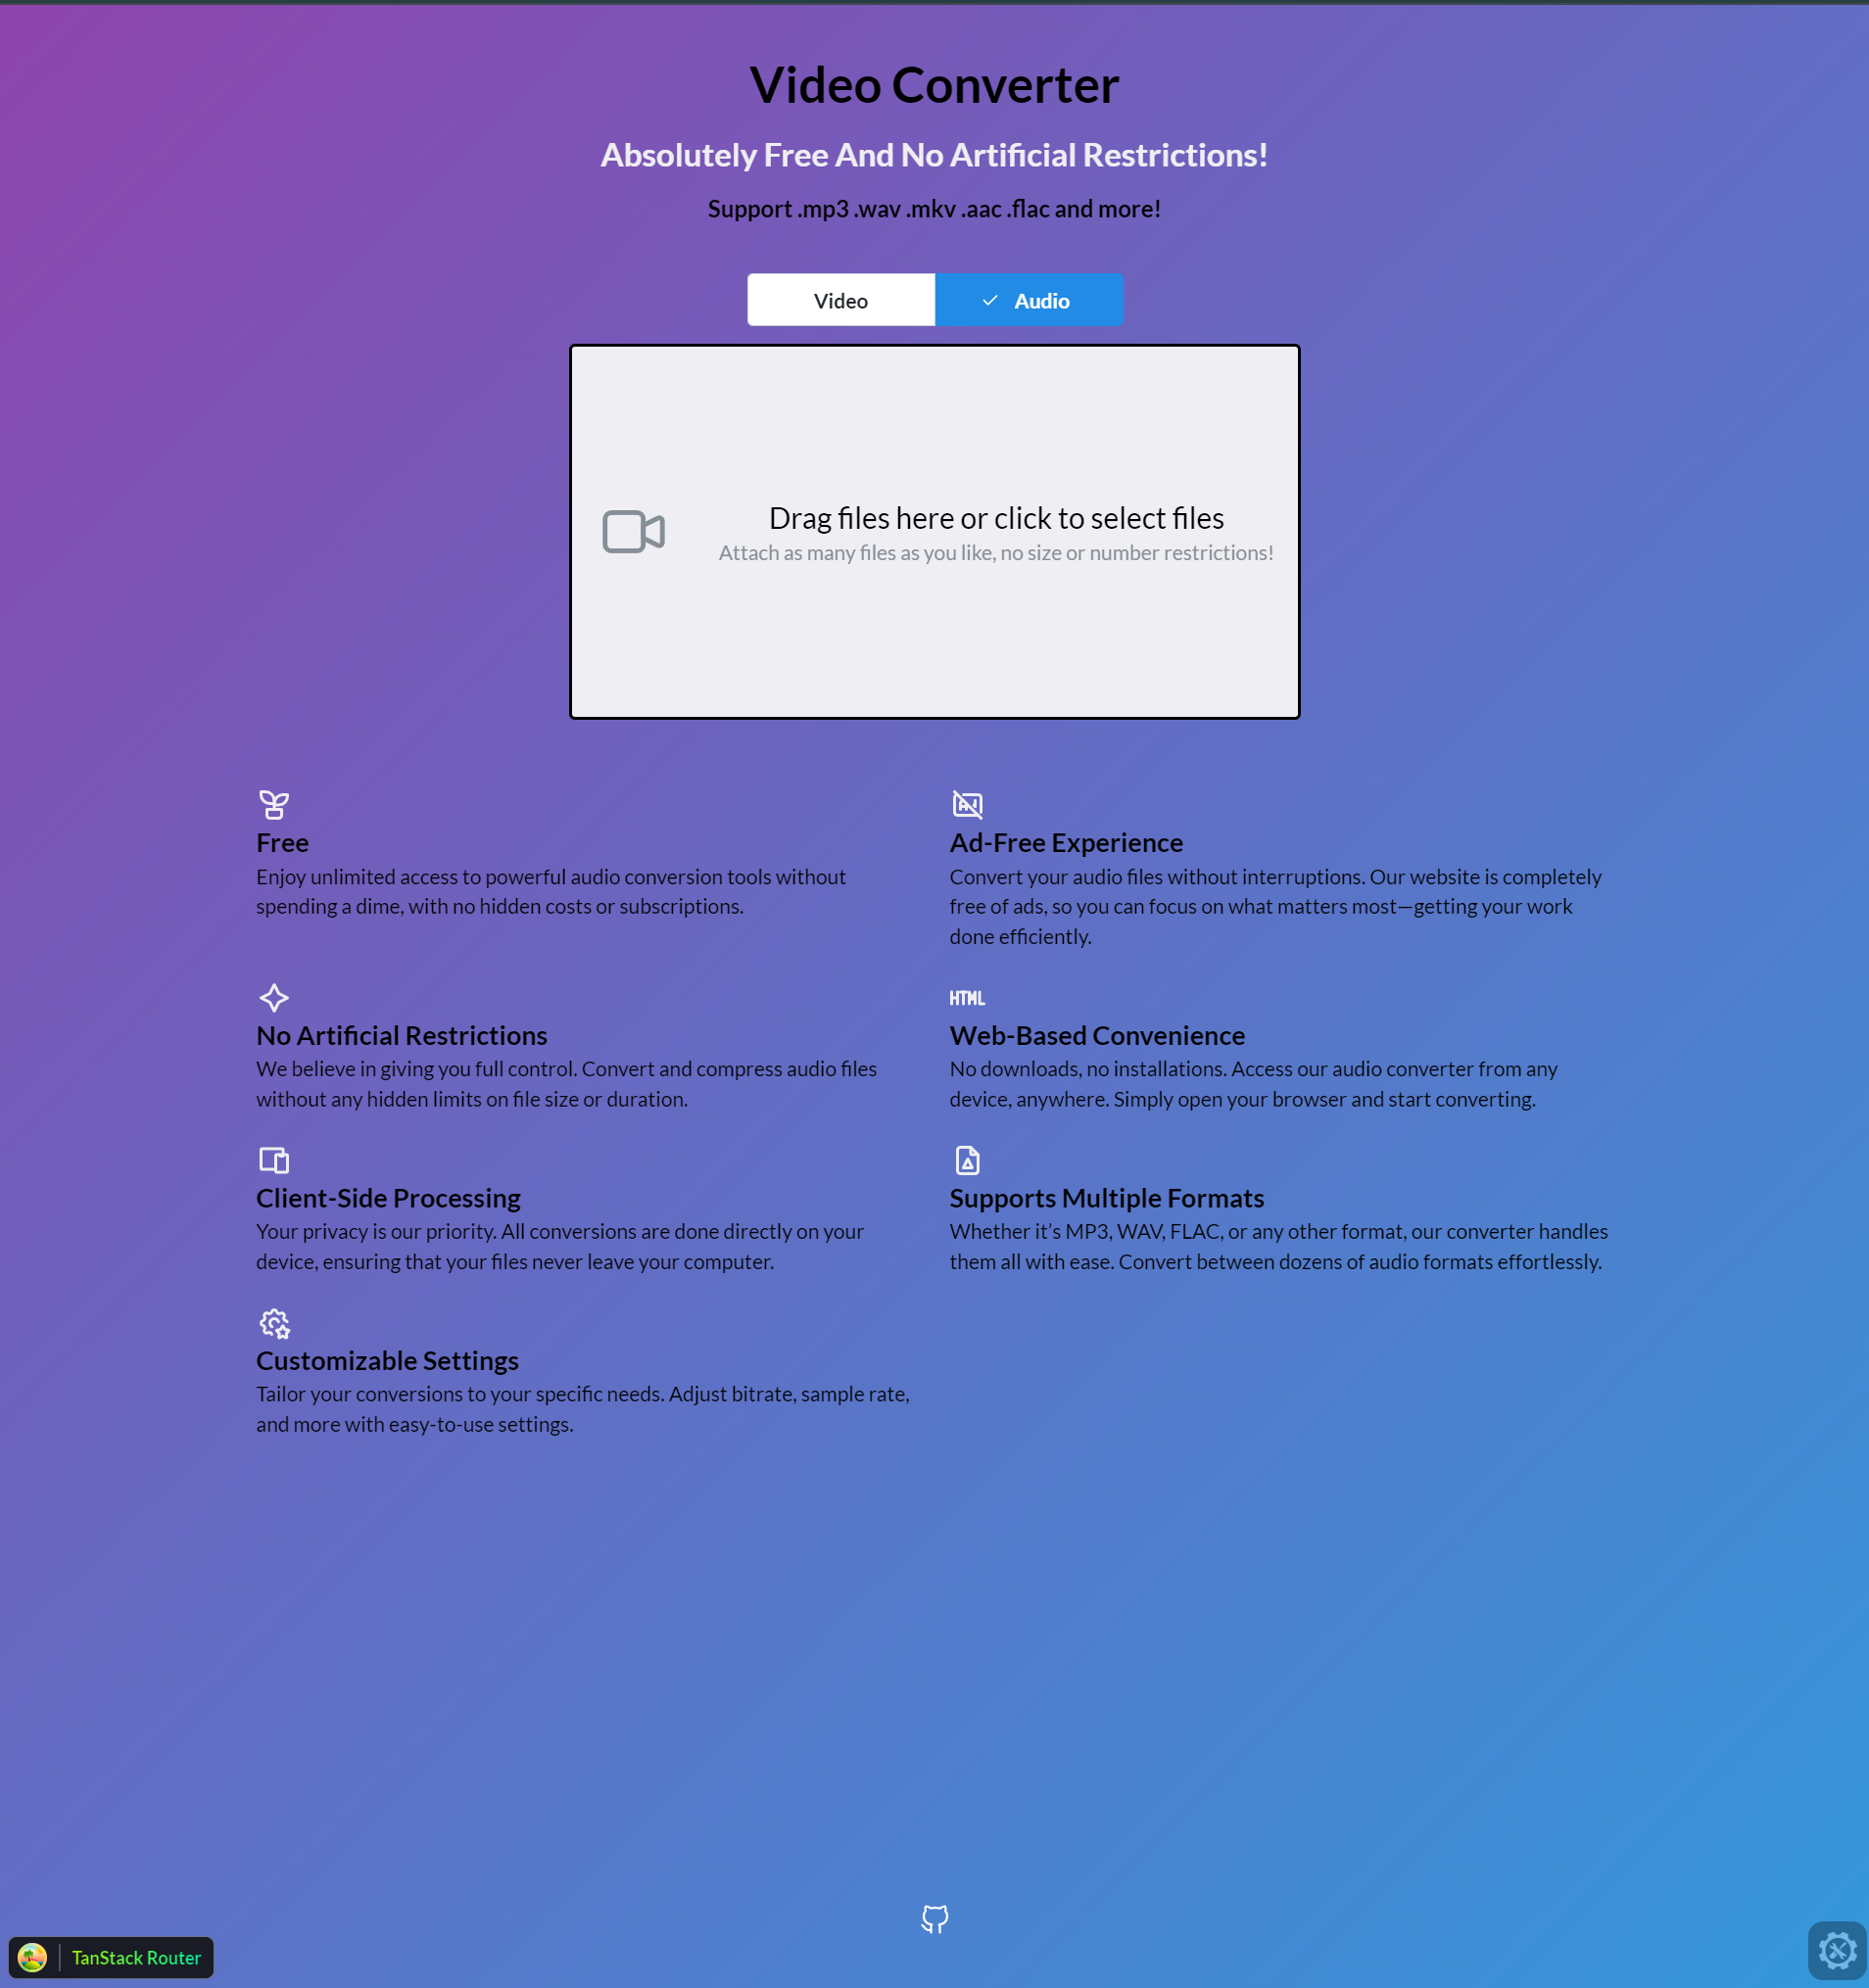 Video Converter
Absolutely Free And No Artificial Restrictions!
Support .mp3 .wav .mkv .aac .flac and more!
Video
Audio
Drag files here or click to select files
Attach as many files as you like, no size or number restrictions!
Free
Enjoy unlimited access to powerful audio conversion tools without
spending a dime, with no hidden costs or subscriptions.
Ad-Free Experience
Convert your audio files without interruptions. Our website is completely
free of ads, so you can focus on what matters most—getting your work
done efficiently.
No Artificial Restrictions
We believe in giving you full control. Convert and compress audio files
without any hidden limits on file size or duration.
HTML
Web-Based Convenience
No downloads, no installations. Access our audio converter from any
device, anywhere. Simply open your browser and start converting.
Client-Side Processing
Your privacy is our priority. All conversions are done directly on your
device, ensuring that your files never leave your computer.
Supports Multiple Formats
Whether it’s MP3, WAV, FLAC, or any other format, our converter handles
them all with ease. Convert between dozens of audio formats effortlessly.
Customizable Settings
Tailor your conversions to your specific needs. Adjust bitrate, sample rate,
and more with easy-to-use settings.
TanStack Router